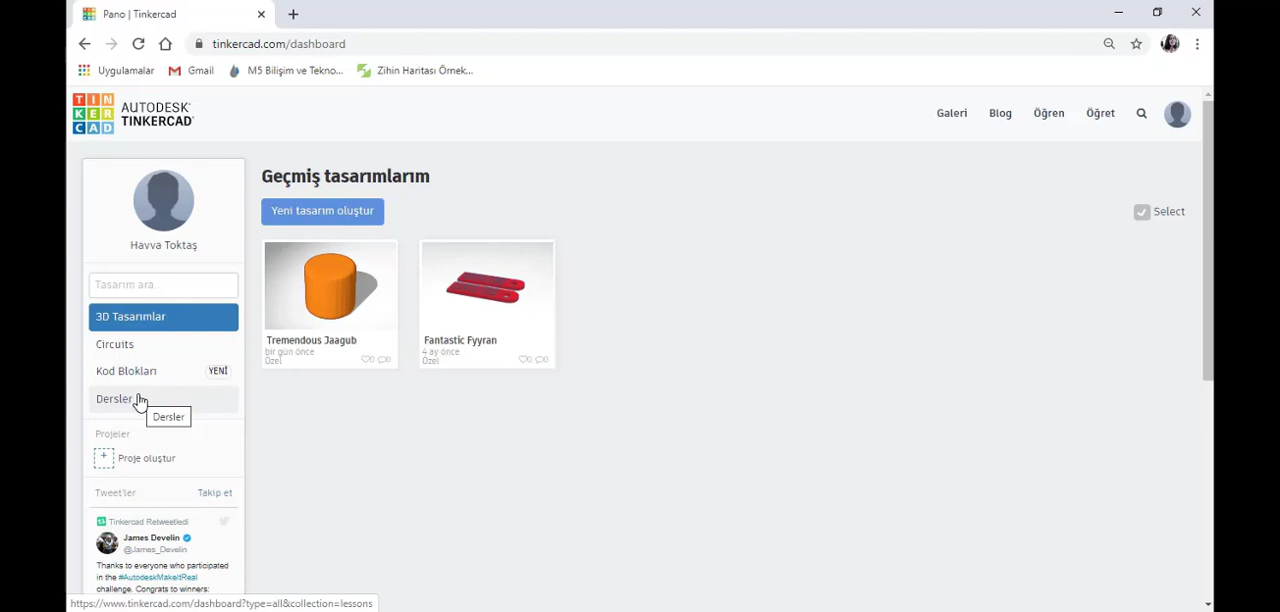 Pano | Tinkercad
tinkercad.com/dashboard
Uygulamalar Gmail M5 Bilişim ve Tekno... Zihin Haritası Örnek...
TIN
KER
CAD
AUTODESK®
TINKERCAD®
Galeri Blog Öğren Öğret
Havva Toktaş
Tasarım ara...
3D Tasarımlar
Circuits
Kod Blokları YENİ
Dersler
Dersler
Projeler
+ Proje oluştur
Tweet'ler Takip et
Tinkercad Retweetledi
James Develin
@James_Develin
Thanks to everyone who participated
in the #AutodeskMakeItReal
challenge. Congrats to winners:
Geçmiş tasarımlarım
Yeni tasarım oluştur
Select
Tremendous Jaagub
bir gün önce
Özel 0 0
Fantastic Fyyran
4 ay önce
Özel 0 0
https://www.tinkercad.com/dashboard?type=all&collection=lessons